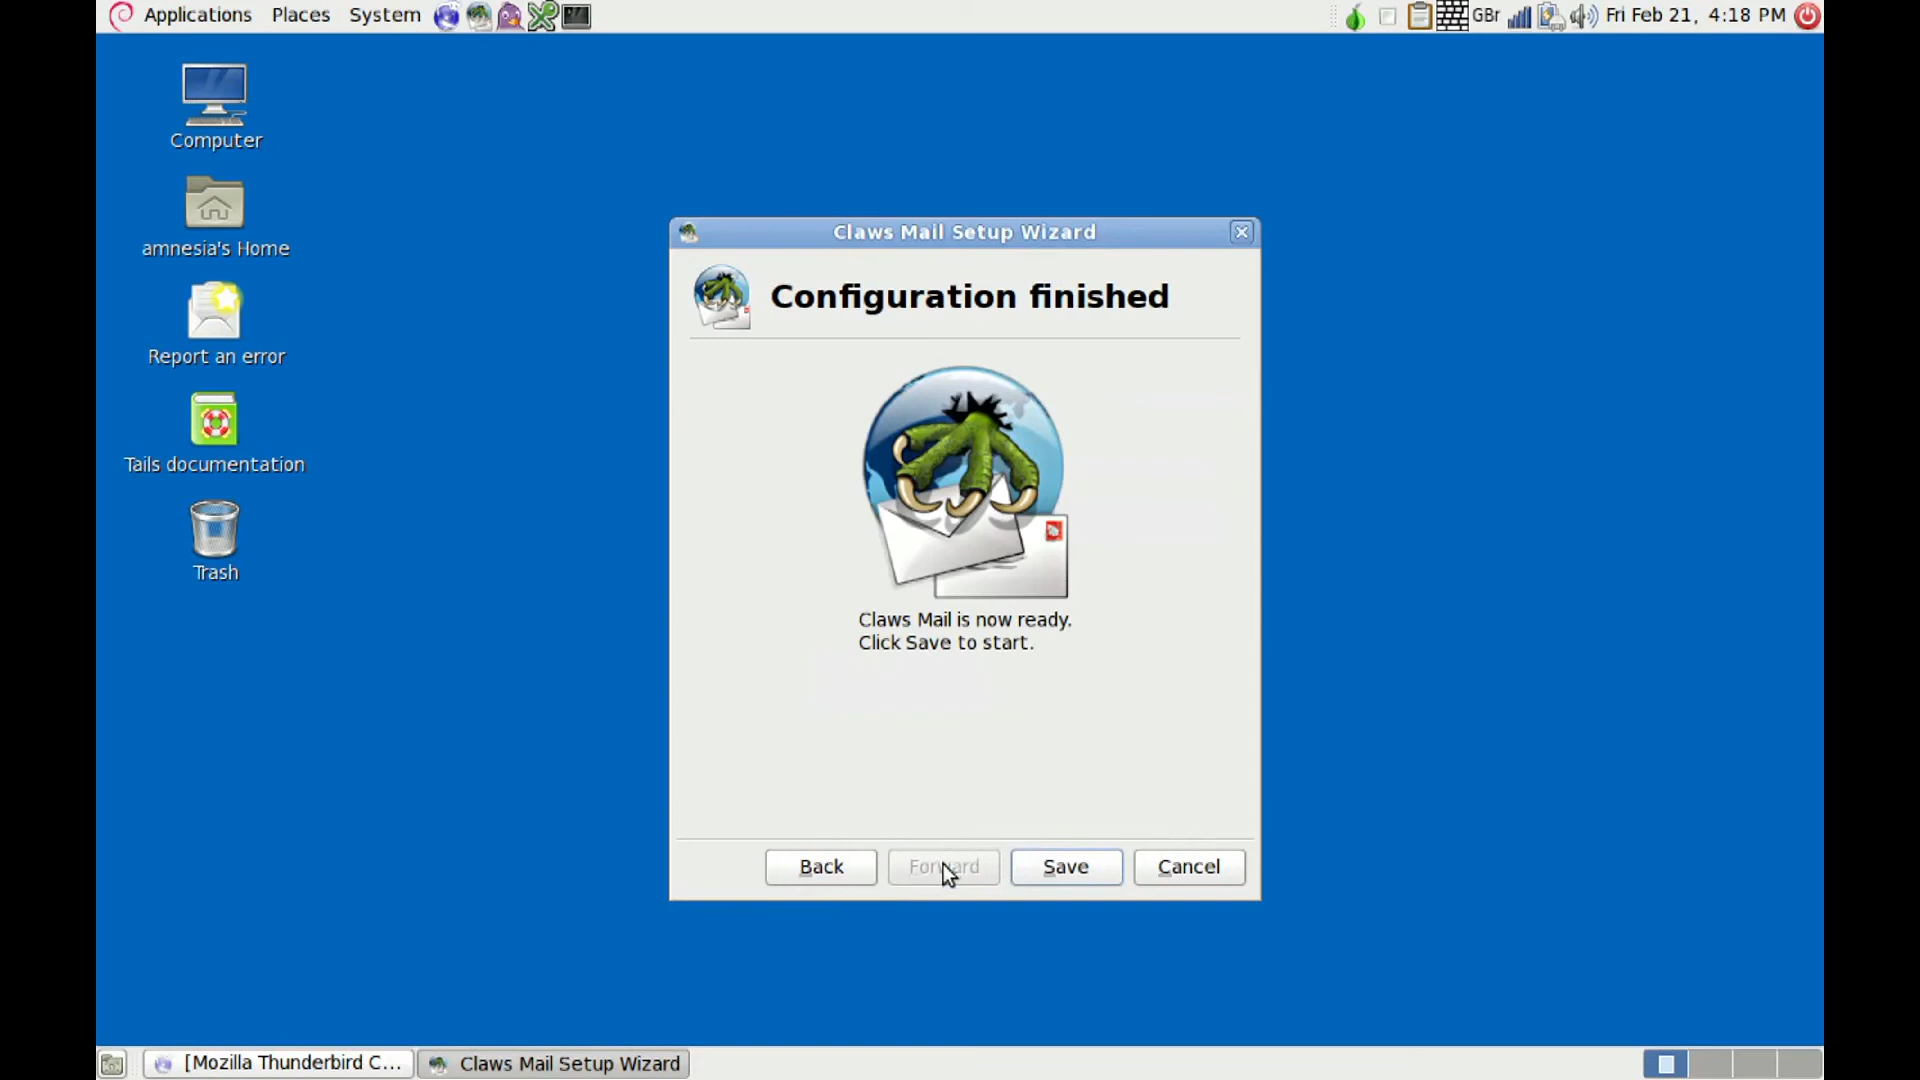 Applications Places System GBr Fri Feb 21, 4:18 PM
Computer
amnesia's Home
Report an error
Tails documentation
Trash
Claws Mail Setup Wizard
Configuration finished
Claws Mail is now ready.
Click Save to start.
Back Forward Save Cancel
[Mozilla Thunderbird C... Claws Mail Setup Wizard